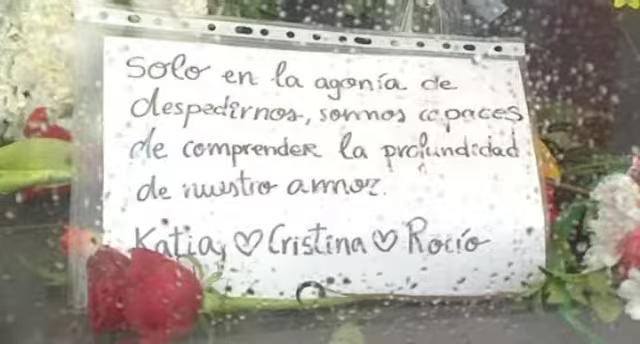 Solo en la agonía de
despedirnos, somos capaces
de comprender la profundidad
de nuestro amor.
Katia, ♡ Cristina ♡ Rocío